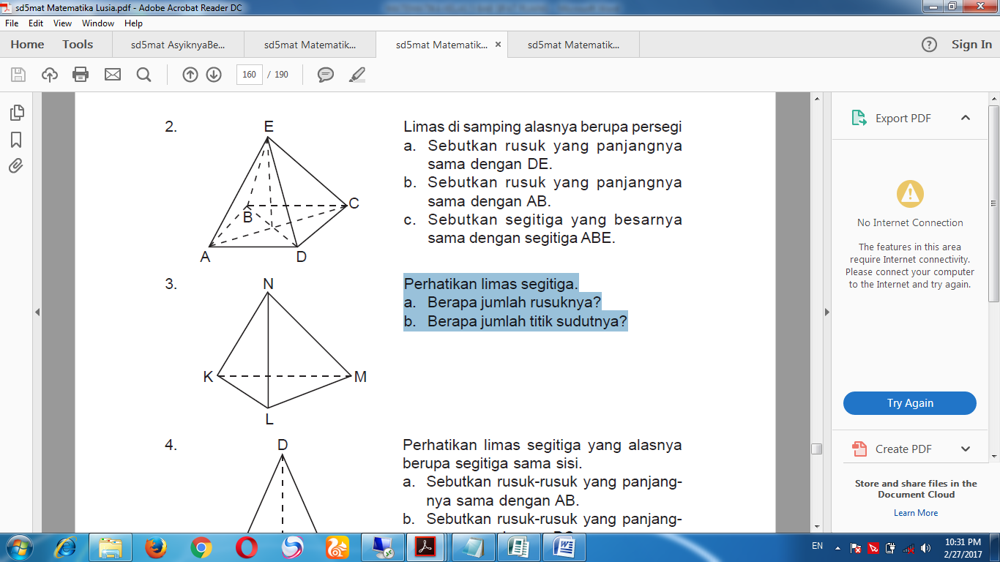 sd5mat Matematika Lusia.pdf - Adobe Acrobat Reader DC
File Edit View Window Help
Home Tools sd5mat AsyiknyaBe... sd5mat Matematik... sd5mat Matematik... × sd5mat Matematik... ? Sign In
160 / 190
2.
E
B
C
A
D
Limas di samping alasnya berupa persegi
a. Sebutkan rusuk yang panjangnya
sama dengan DE.
b. Sebutkan rusuk yang panjangnya
sama dengan AB.
c. Sebutkan segitiga yang besarnya
sama dengan segitiga ABE.
3.
N
K
M
L
Perhatikan limas segitiga.
a. Berapa jumlah rusuknya?
b. Berapa jumlah titik sudutnya?
4.
D
Perhatikan limas segitiga yang alasnya
berupa segitiga sama sisi.
a. Sebutkan rusuk-rusuk yang panjang-
nya sama dengan AB.
b. Sebutkan rusuk-rusuk yang panjang-
Export PDF
No Internet Connection
The features in this area
require Internet connectivity.
Please connect your computer
to the Internet and try again.
Try Again
Create PDF
Store and share files in the
Document Cloud
Learn More
EN
10:31 PM
2/27/2017